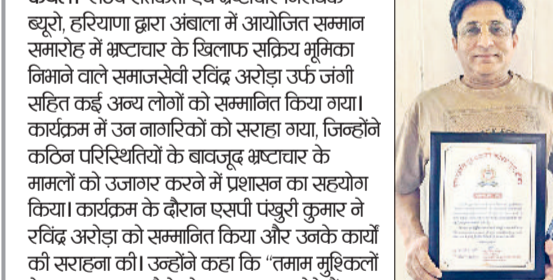 ब्यूरो, हरियाणा द्वारा अंबाला में आयोजित सम्मान
समारोह में भ्रष्टाचार के खिलाफ सक्रिय भूमिका
निभाने वाले समाजसेवी रविंद्र अरोड़ा उर्फ जंगी
सहित कई अन्य लोगों को सम्मानित किया गया।
कार्यक्रम में उन नागरिकों को सराहा गया, जिन्होंने
कठिन परिस्थितियों के बावजूद भ्रष्टाचार के
मामलों को उजागर करने में प्रशासन का सहयोग
किया। कार्यक्रम के दौरान एसपी पंखुरी कुमार ने
रविंद्र अरोड़ा को सम्मानित किया और उनके कार्यों
की सराहना की। उन्होंने कहा कि “तमाम मुश्किलों